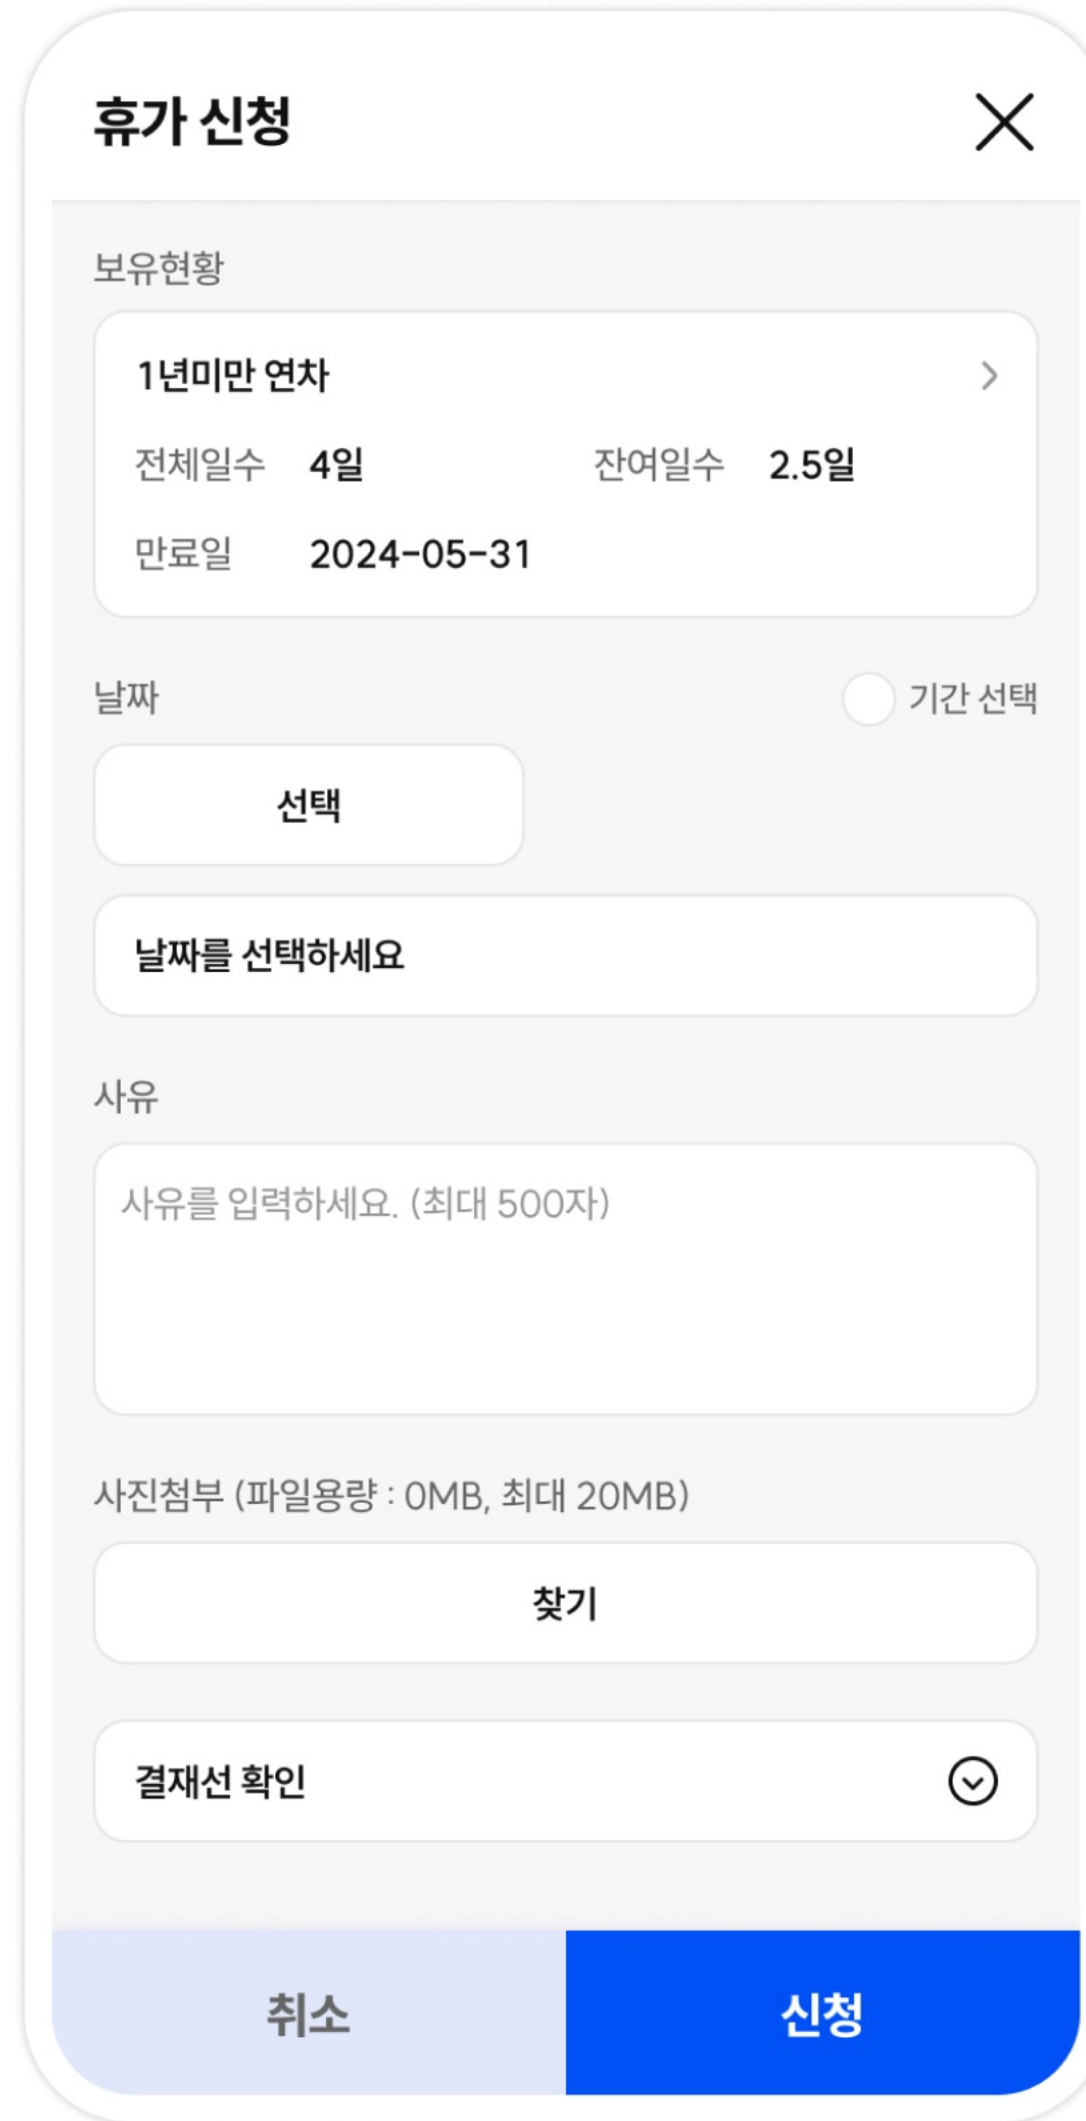 휴가 신청
보유현황
1년미만 연차
전체일수 4일 잔여일수 2.5일
만료일 2024-05-31
날짜 기간 선택
선택
날짜를 선택하세요
사유
사유를 입력하세요. (최대 500자)
사진첨부 (파일용량 : 0MB, 최대 20MB)
찾기
결재선 확인
취소 신청